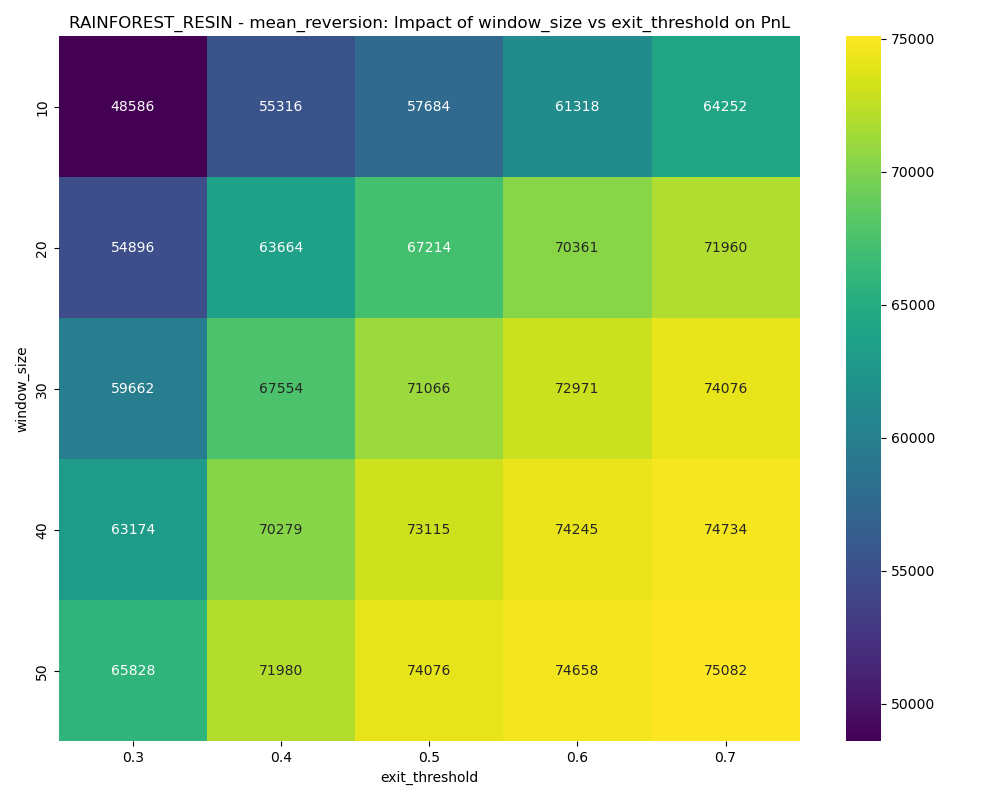 RAINFOREST_RESIN - mean_reversion: Impact of window_size vs exit_threshold on PnL
10 48586 55316 57684 61318 64252
20 54896 63664 67214 70361 71960
30 59662 67554 71066 72971 74076
40 63174 70279 73115 74245 74734
50 65828 71980 74076 74658 75082
window_size
0.3 0.4 0.5 0.6 0.7
exit_threshold
75000
70000
65000
60000
55000
50000